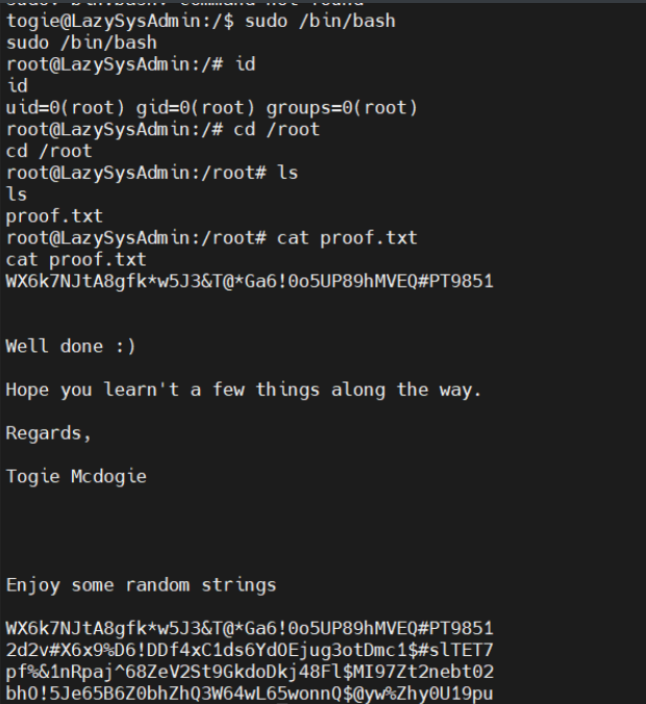 togie@LazySysAdmin:/$ sudo /bin/bash
sudo /bin/bash
root@LazySysAdmin:/# id
id
uid=0(root) gid=0(root) groups=0(root)
root@LazySysAdmin:/# cd /root
cd /root
root@LazySysAdmin:/root# ls
ls
proof.txt
root@LazySysAdmin:/root# cat proof.txt
cat proof.txt
WX6k7NJtA8gfk*w5J3&T@*Ga6!0o5UP89hMVEQ#PT9851


Well done :)

Hope you learn't a few things along the way.

Regards,

Togie Mcdogie




Enjoy some random strings

WX6k7NJtA8gfk*w5J3&T@*Ga6!0o5UP89hMVEQ#PT9851
2d2v#X6x9%D6!DDf4xC1ds6YdOEjug3otDmc1$#slTET7
pf%&1nRpaj^68ZeV2St9GkdoDkj48Fl$MI97Zt2nebt02
bhO!5Je65B6Z0bhZhQ3W64wL65wonnQ$@yw%Zhy0U19pu